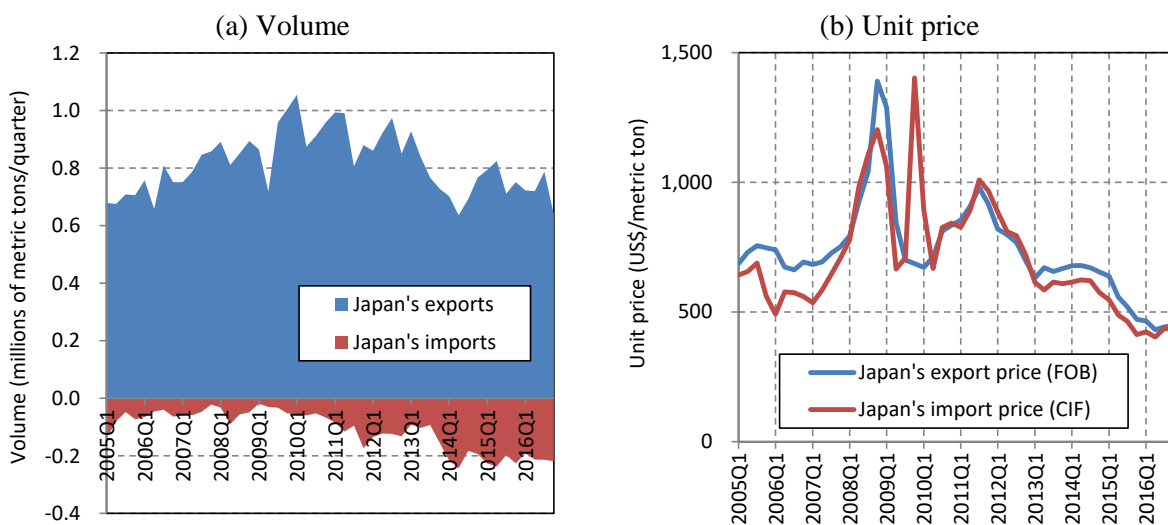 (a) Volume
Volume (millions of metric tons/quarter)
1.2
1.0
0.8
0.6
0.4
0.2
0.0
-0.2
-0.4
Japan's exports
Japan's imports
2005Q1
2006Q1
2007Q1
2008Q1
2009Q1
2010Q1
2011Q1
2012Q1
2013Q1
2014Q1
2015Q1
2016Q1
(b) Unit price
Unit price (US$/metric ton)
1,500
1,000
500
0
Japan's export price (FOB)
Japan's import price (CIF)
2005Q1
2006Q1
2007Q1
2008Q1
2009Q1
2010Q1
2011Q1
2012Q1
2013Q1
2014Q1
2015Q1
2016Q1